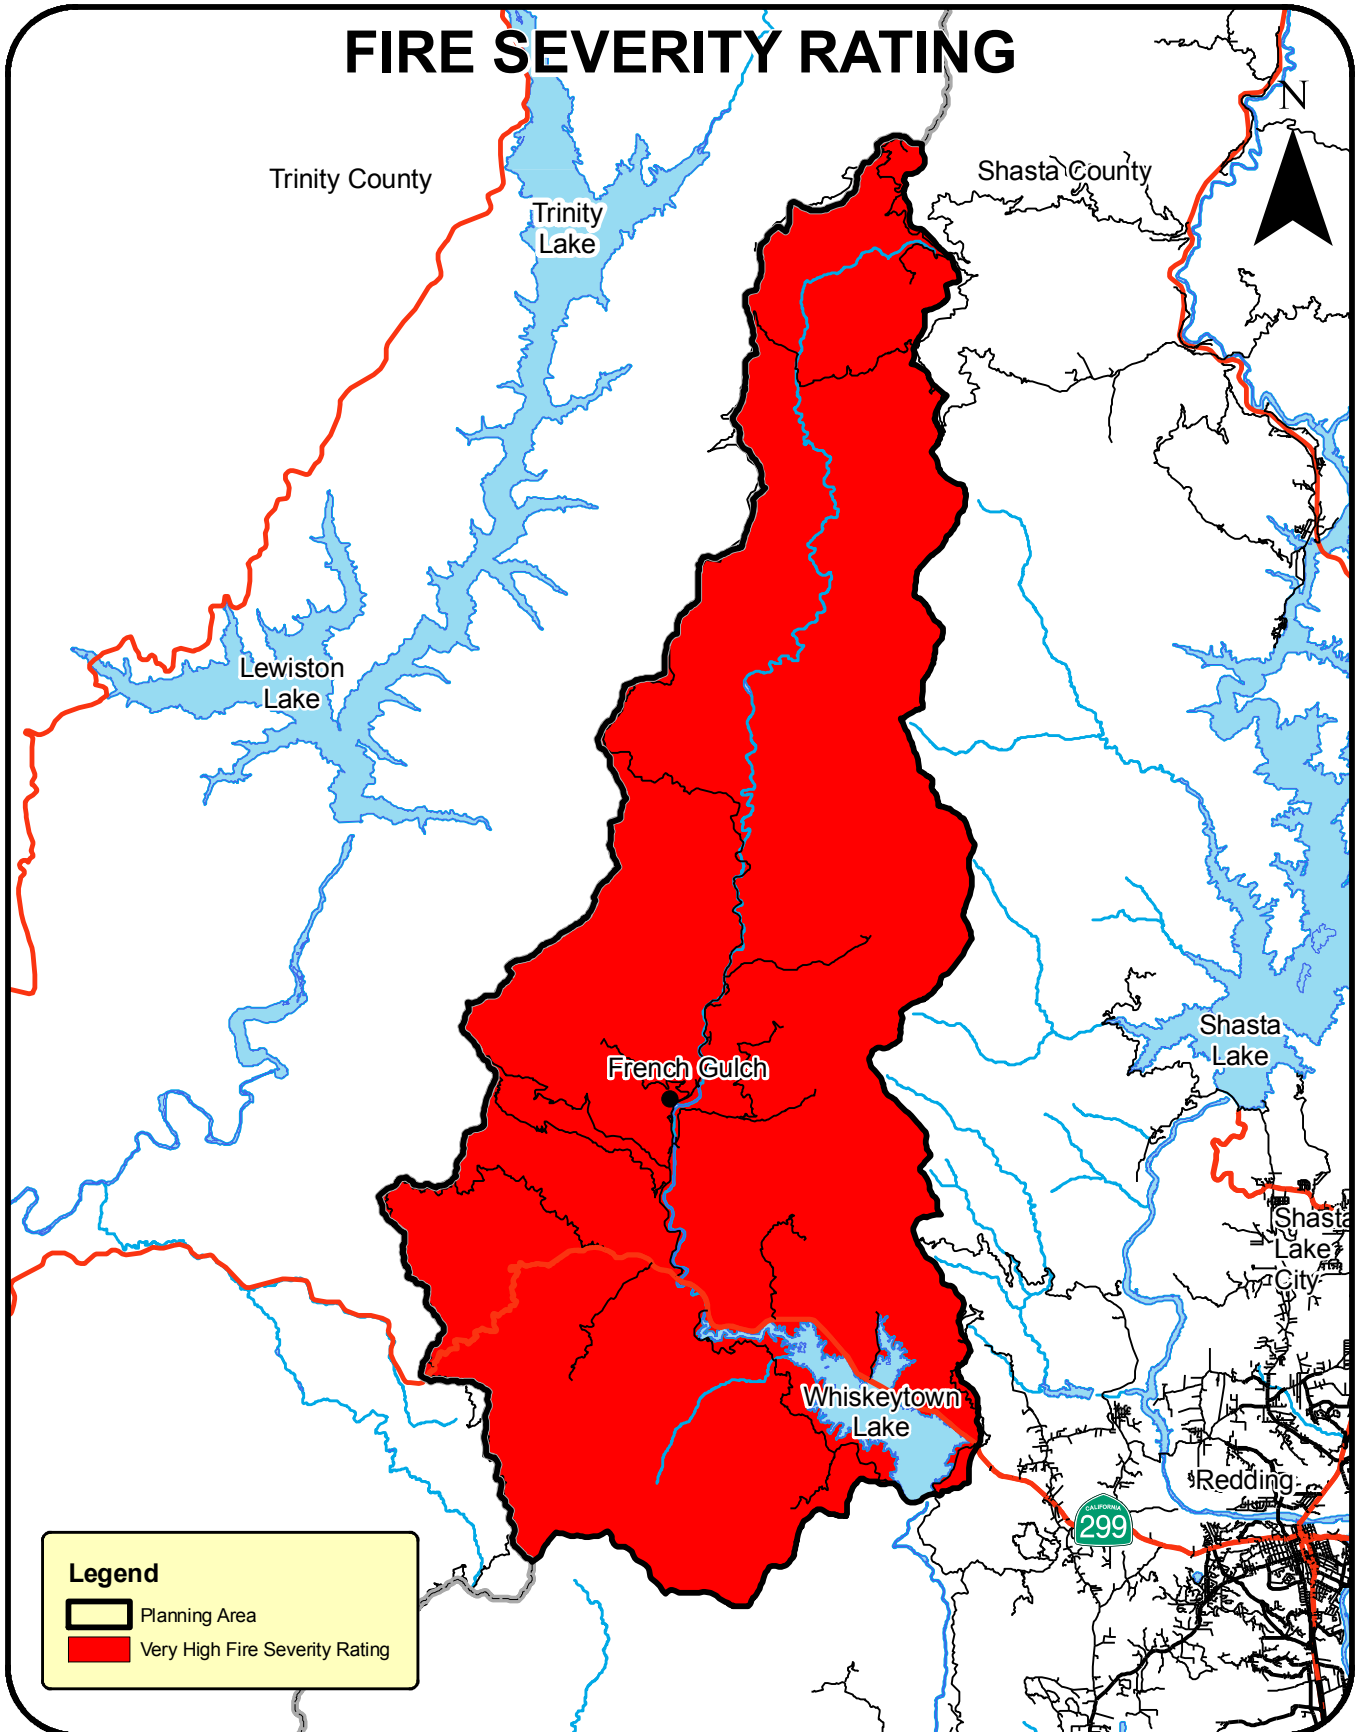 FIRE SEVERITY RATING
N
Trinity County
Shasta County
Trinity
Lake
Lewiston
Lake
Shasta
Lake
French Gulch
Shasta
Lake
City
Whiskeytown
Lake
Redding
CALIFORNIA
299
Legend
Planning Area
Very High Fire Severity Rating